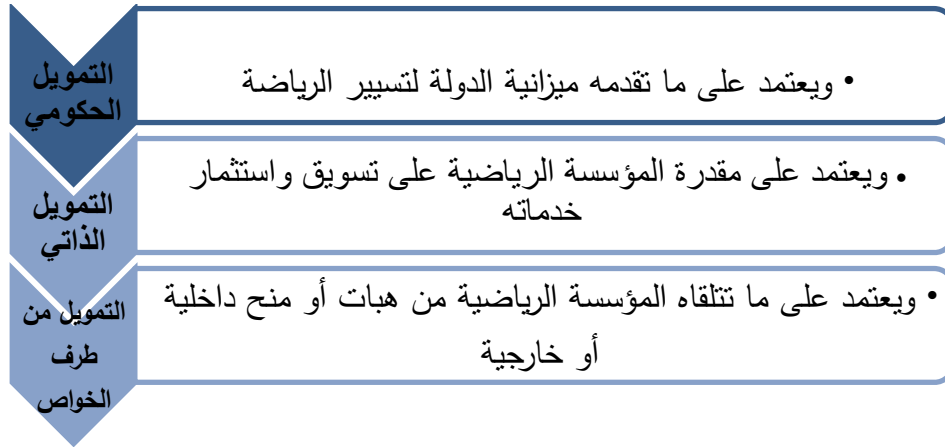 التمويل
الحكومي
• ويعتمد على ما تقدمه ميزانية الدولة لتسيير الرياضة
التمويل
الذاتي
• ويعتمد على مقدرة المؤسسة الرياضية على تسويق واستثمار
خدماته
التمويل من
طرف
الخواص
• ويعتمد على ما تتلقاه المؤسسة الرياضية من هبات أو منح داخلية
أو خارجية